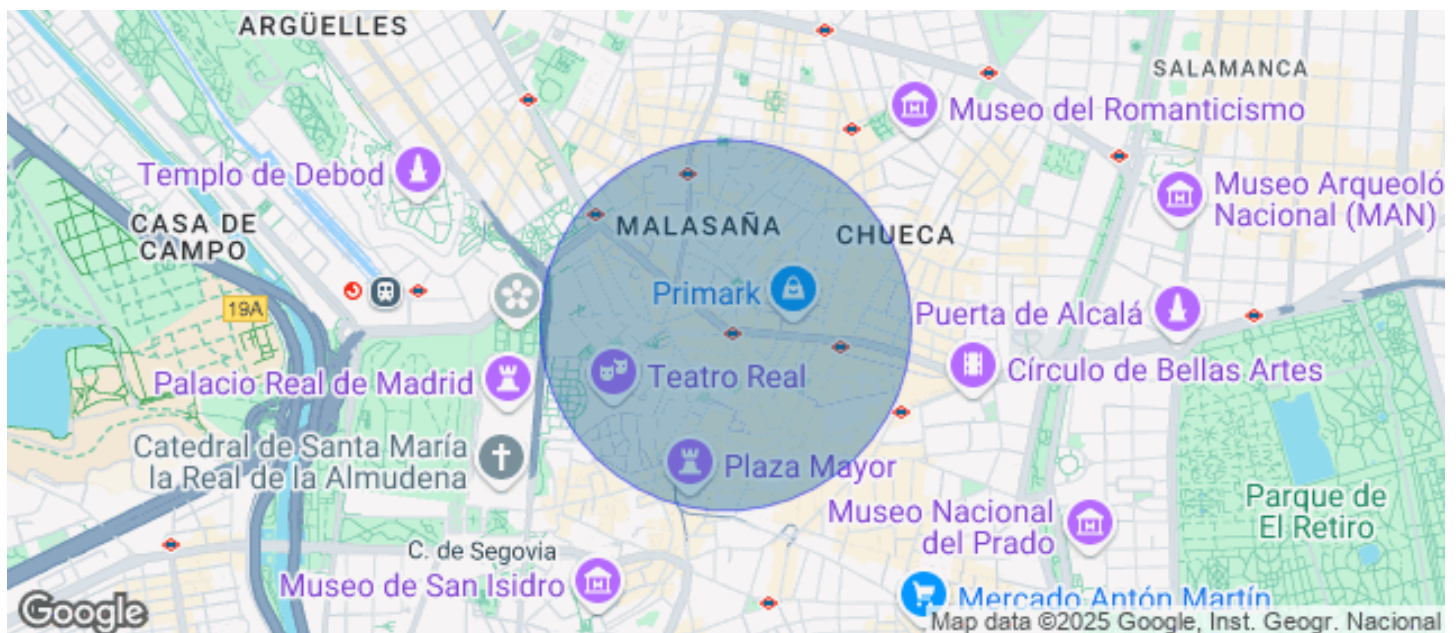 ARGÜELLES
SALAMANCA
Museo del Romanticismo
Templo de Debod
Museo Arqueoló
Nacional (MAN)
CASA DE
CAMPO
MALASAÑA
CHUECA
Primark
19A
Puerta de Alcalá
Palacio Real de Madrid
Teatro Real
Círculo de Bellas Artes
Catedral de Santa María
la Real de la Almudena
Plaza Mayor
Museo Nacional
del Prado
Parque de
El Retiro
C. de Segovia
Museo de San Isidro
Mercado Antón Martín
Google
Map data ©2025 Google, Inst. Geogr. Nacional